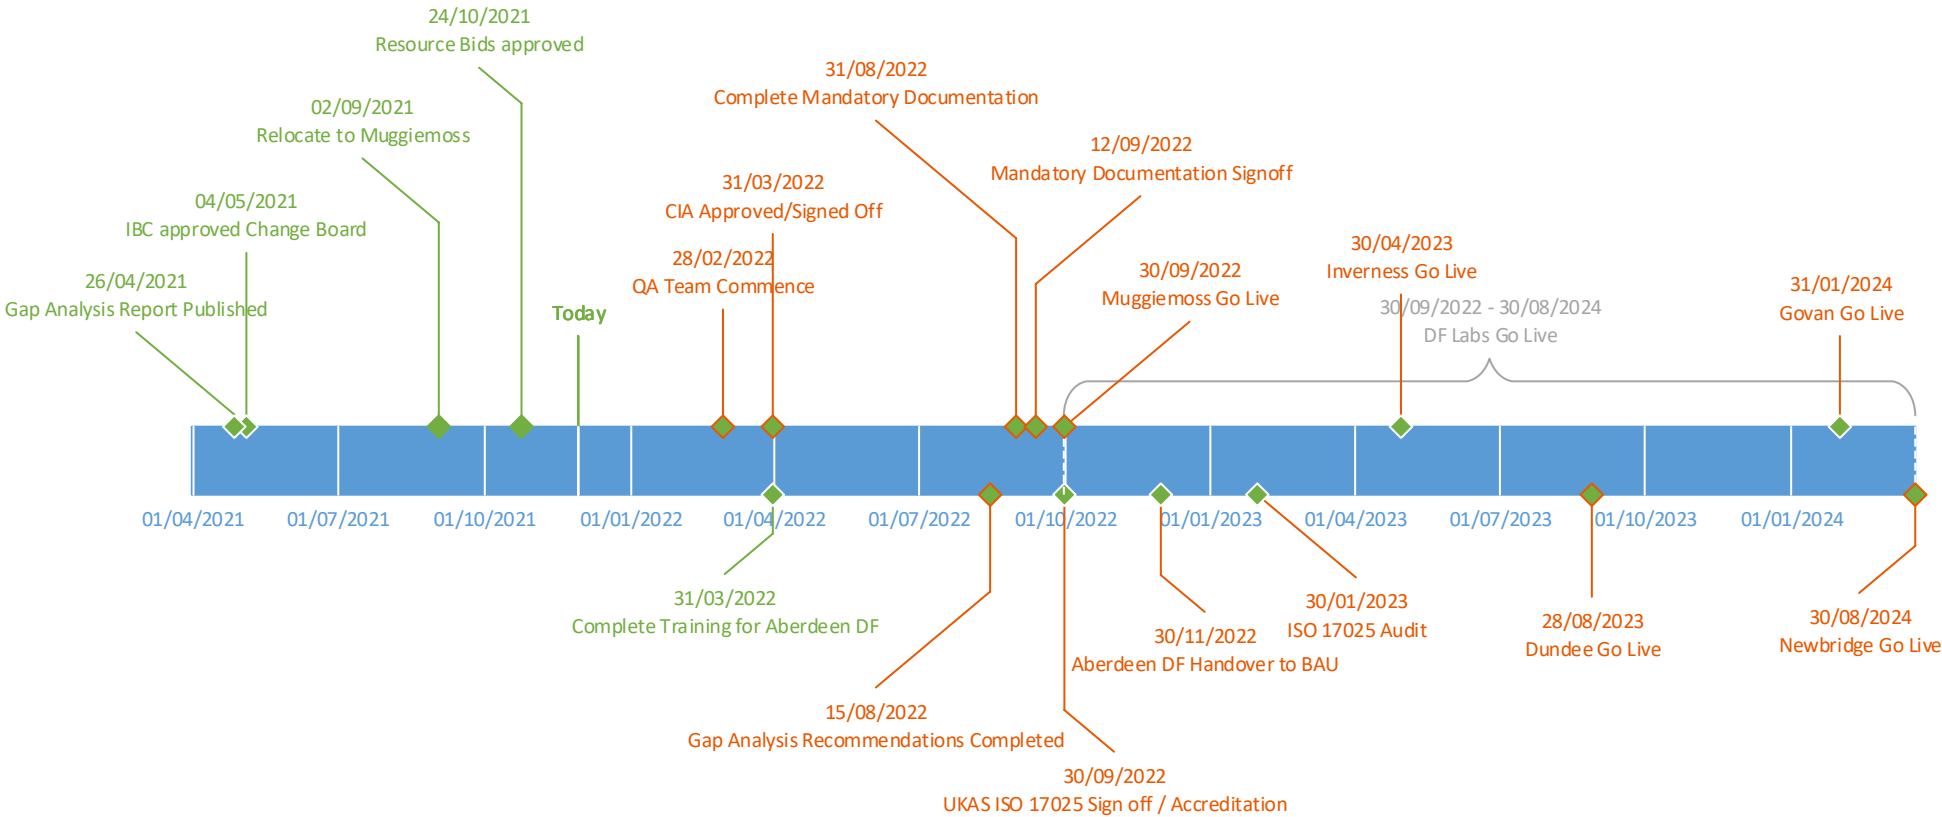 24/10/2021
Resource Bids approved
31/08/2022
Complete Mandatory Documentation
02/09/2021
Relocate to Muggiemoss
12/09/2022
Mandatory Documentation Signoff
31/03/2022
CIA Approved/Signed Off
04/05/2021
IBC approved Change Board
28/02/2022
QA Team Commence
30/04/2023
Inverness Go Live
30/09/2022
Muggiemoss Go Live
26/04/2021
Gap Analysis Report Published
31/01/2024
Govan Go Live
Today
30/09/2022 - 30/08/2024
DF Labs Go Live
01/04/2021
01/07/2021
01/10/2021
01/01/2022
01/04/2022
01/07/2022
01/10/2022
01/01/2023
01/04/2023
01/07/2023
01/10/2023
01/01/2024
31/03/2022
Complete Training for Aberdeen DF
30/01/2023
ISO 17025 Audit
30/11/2022
Aberdeen DF Handover to BAU
28/08/2023
Dundee Go Live
30/08/2024
Newbridge Go Live
15/08/2022
Gap Analysis Recommendations Completed
30/09/2022
UKAS ISO 17025 Sign off / Accreditation